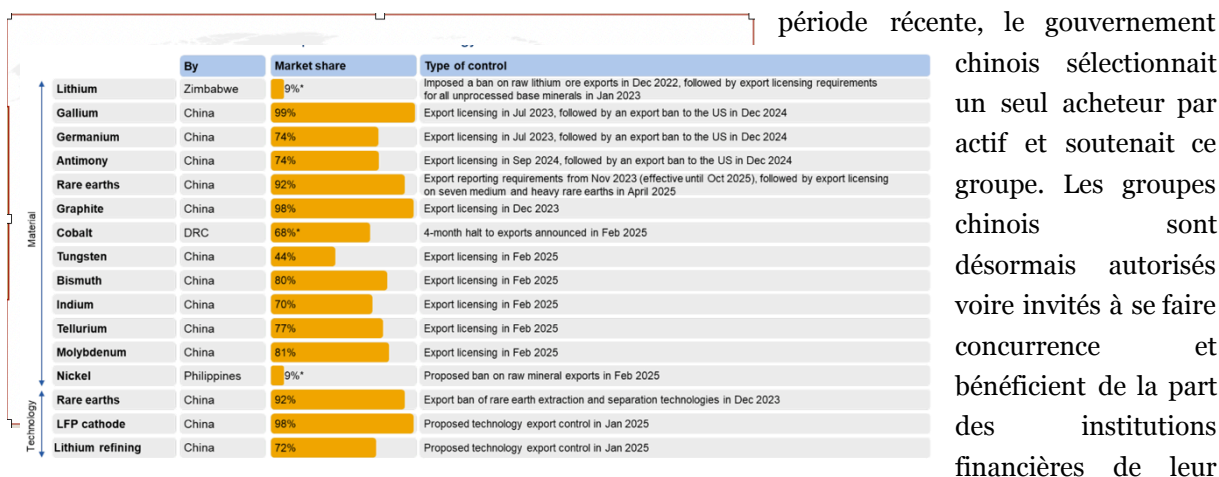 période récente, le gouvernement
chinois sélectionnait
un seul acheteur par
actif et soutenait ce
groupe. Les groupes
chinois sont
désormais autorisés
voire invités à se faire
concurrence et
bénéficient de la part
des institutions
financières de leur
By Market share Type of control
Material
Lithium Zimbabwe 9%* Imposed a ban on raw lithium ore exports in Dec 2022, followed by export licensing requirements
for all unprocessed base minerals in Jan 2023
Gallium China 99% Export licensing in Jul 2023, followed by an export ban to the US in Dec 2024
Germanium China 74% Export licensing in Jul 2023, followed by an export ban to the US in Dec 2024
Antimony China 74% Export licensing in Sep 2024, followed by an export ban to the US in Dec 2024
Rare earths China 92% Export reporting requirements from Nov 2023 (effective until Oct 2025), followed by export licensing
on seven medium and heavy rare earths in April 2025
Graphite China 98% Export licensing in Dec 2023
Cobalt DRC 68%* 4-month halt to exports announced in Feb 2025
Tungsten China 44% Export licensing in Feb 2025
Bismuth China 80% Export licensing in Feb 2025
Indium China 70% Export licensing in Feb 2025
Tellurium China 77% Export licensing in Feb 2025
Molybdenum China 81% Export licensing in Feb 2025
Nickel Philippines 9%* Proposed ban on raw mineral exports in Feb 2025
Technology
Rare earths China 92% Export ban of rare earth extraction and separation technologies in Dec 2023
LFP cathode China 98% Proposed technology export control in Jan 2025
Lithium refining China 72% Proposed technology export control in Jan 2025